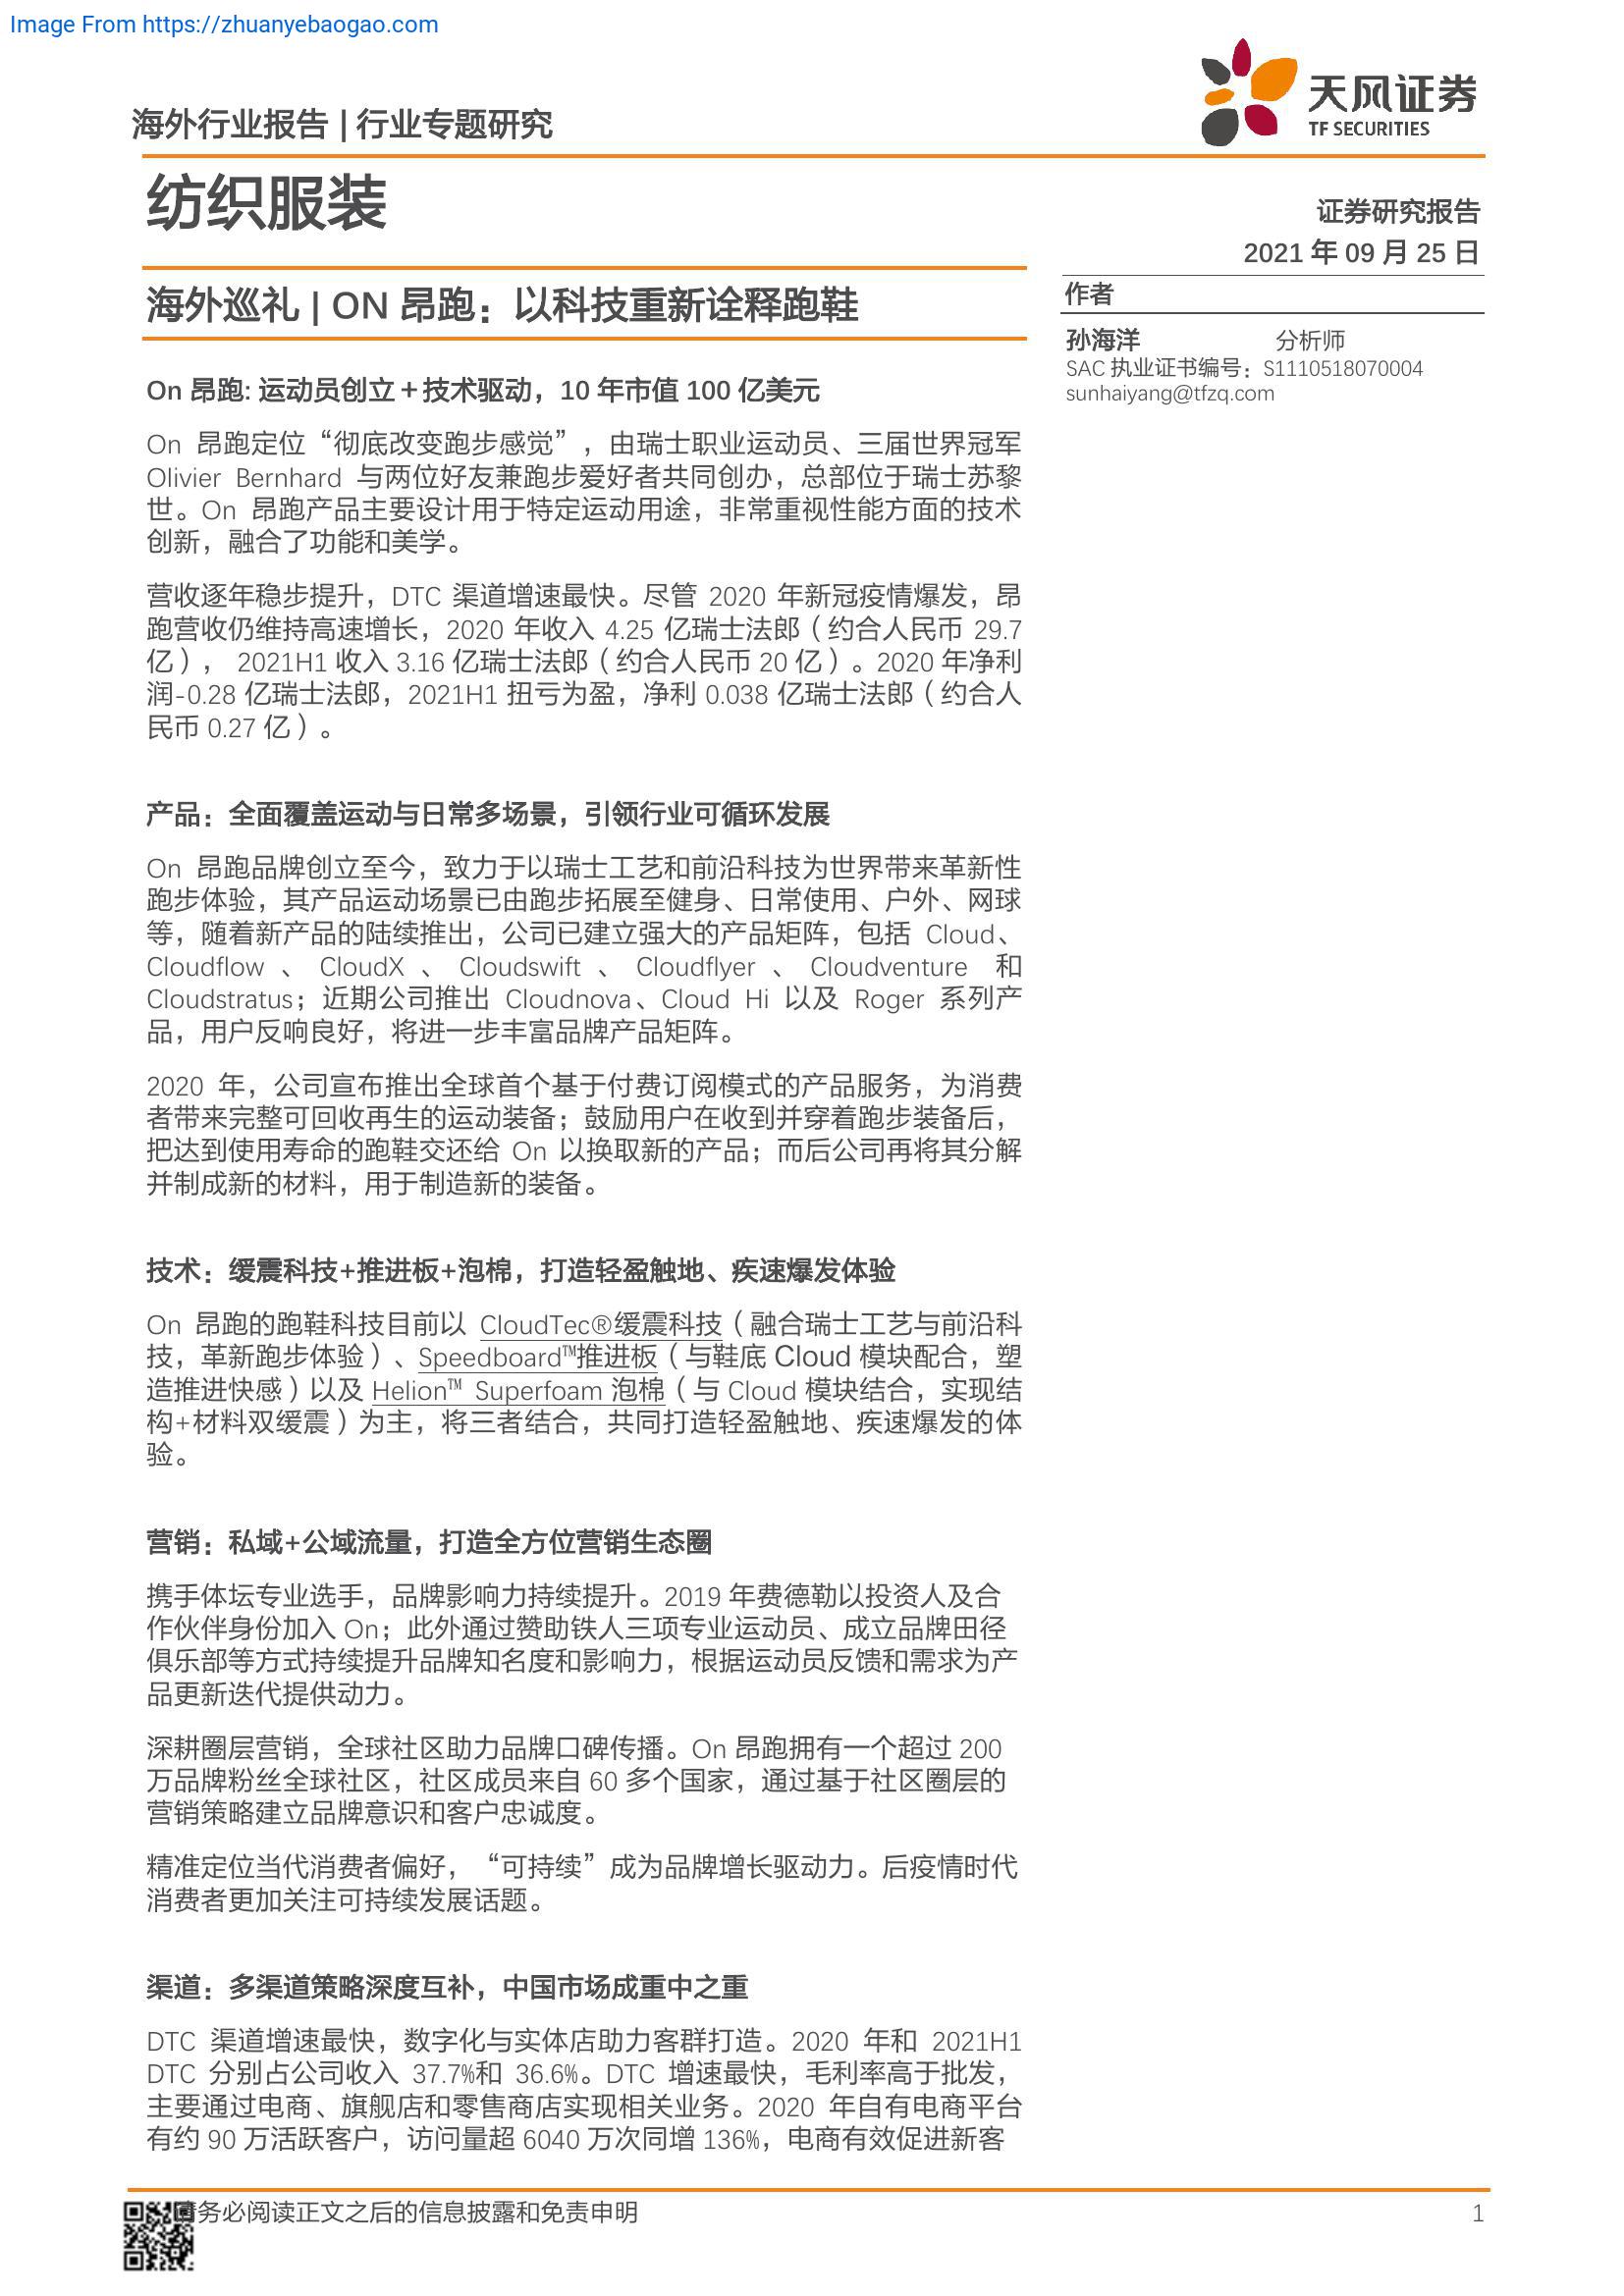 Image From https://zhuanyebaogao.com
天风证券
TF SECURITIES
海外行业报告 | 行业专题研究
纺织服装
证券研究报告
2021 年 09 月 25 日
海外巡礼 | ON 昂跑：以科技重新诠释跑鞋
作者
孙海洋 分析师
SAC 执业证书编号：S1110518070004
sunhaiyang@tfzq.com
On 昂跑: 运动员创立＋技术驱动，10 年市值 100 亿美元
On 昂跑定位“彻底改变跑步感觉”，由瑞士职业运动员、三届世界冠军
Olivier Bernhard 与两位好友兼跑步爱好者共同创办，总部位于瑞士苏黎
世。On 昂跑产品主要设计用于特定运动用途，非常重视性能方面的技术
创新，融合了功能和美学。
营收逐年稳步提升，DTC 渠道增速最快。尽管 2020 年新冠疫情爆发，昂
跑营收仍维持高速增长，2020 年收入 4.25 亿瑞士法郎（约合人民币 29.7
亿），2021H1 收入 3.16 亿瑞士法郎（约合人民币 20 亿）。2020 年净利
润-0.28 亿瑞士法郎，2021H1 扭亏为盈，净利 0.038 亿瑞士法郎（约合人
民币 0.27 亿）。
产品：全面覆盖运动与日常多场景，引领行业可循环发展
On 昂跑品牌创立至今，致力于以瑞士工艺和前沿科技为世界带来革新性
跑步体验，其产品运动场景已由跑步拓展至健身、日常使用、户外、网球
等，随着新产品的陆续推出，公司已建立强大的产品矩阵，包括 Cloud、
Cloudflow 、 CloudX 、 Cloudswift 、 Cloudflyer 、 Cloudventure 和
Cloudstratus；近期公司推出 Cloudnova、Cloud Hi 以及 Roger 系列产
品，用户反响良好，将进一步丰富品牌产品矩阵。
2020 年，公司宣布推出全球首个基于付费订阅模式的产品服务，为消费
者带来完整可回收再生的运动装备；鼓励用户在收到并穿着跑步装备后，
把达到使用寿命的跑鞋交还给 On 以换取新的产品；而后公司再将其分解
并制成新的材料，用于制造新的装备。
技术：缓震科技+推进板+泡棉，打造轻盈触地、疾速爆发体验
On 昂跑的跑鞋科技目前以 CloudTec®缓震科技（融合瑞士工艺与前沿科
技，革新跑步体验）、Speedboard™推进板（与鞋底 Cloud 模块配合，塑
造推进快感）以及 Helion™ Superfoam 泡棉（与 Cloud 模块结合，实现结
构+材料双缓震）为主，将三者结合，共同打造轻盈触地、疾速爆发的体
验。
营销：私域+公域流量，打造全方位营销生态圈
携手体坛专业选手，品牌影响力持续提升。2019 年费德勒以投资人及合
作伙伴身份加入 On；此外通过赞助铁人三项专业运动员、成立品牌田径
俱乐部等方式持续提升品牌知名度和影响力，根据运动员反馈和需求为产
品更新迭代提供动力。
深耕圈层营销，全球社区助力品牌口碑传播。On 昂跑拥有一个超过 200
万品牌粉丝全球社区，社区成员来自 60 多个国家，通过基于社区圈层的
营销策略建立品牌意识和客户忠诚度。
精准定位当代消费者偏好，“可持续”成为品牌增长驱动力。后疫情时代
消费者更加关注可持续发展话题。
渠道：多渠道策略深度互补，中国市场成重中之重
DTC 渠道增速最快，数字化与实体店助力客群打造。2020 年和 2021H1
DTC 分别占公司收入 37.7%和 36.6%。DTC 增速最快，毛利率高于批发，
主要通过电商、旗舰店和零售商店实现相关业务。2020 年自有电商平台
有约 90 万活跃客户，访问量超 6040 万次同增 136%，电商有效促进新客
请务必阅读正文之后的信息披露和免责申明 1